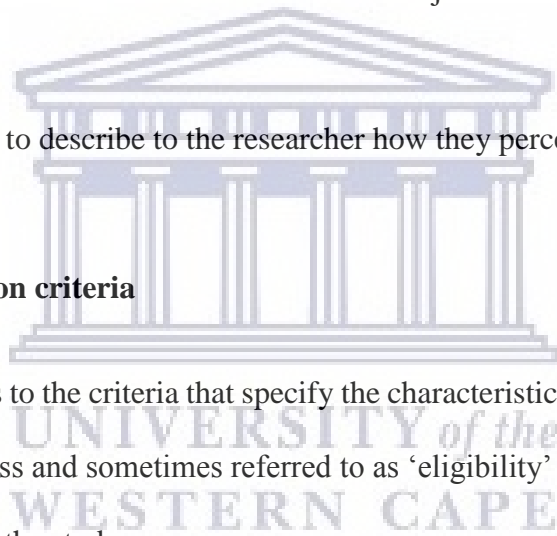 to describe to the researcher how they perce
on criteria
s to the criteria that specify the characteristic
UNIVERSITY of the
ss and sometimes referred to as ‘eligibility’
WESTERN CAPE